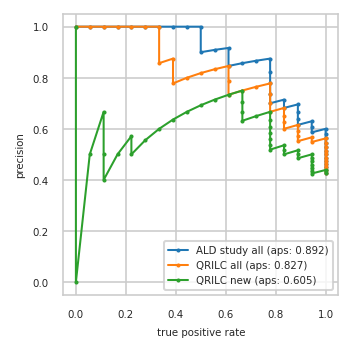 1.0
0.8
0.6
0.4
0.2
0.0
precision
ALD study all (aps: 0.892)
QRILC all (aps: 0.827)
QRILC new (aps: 0.605)
0.0 0.2 0.4 0.6 0.8 1.0
true positive rate